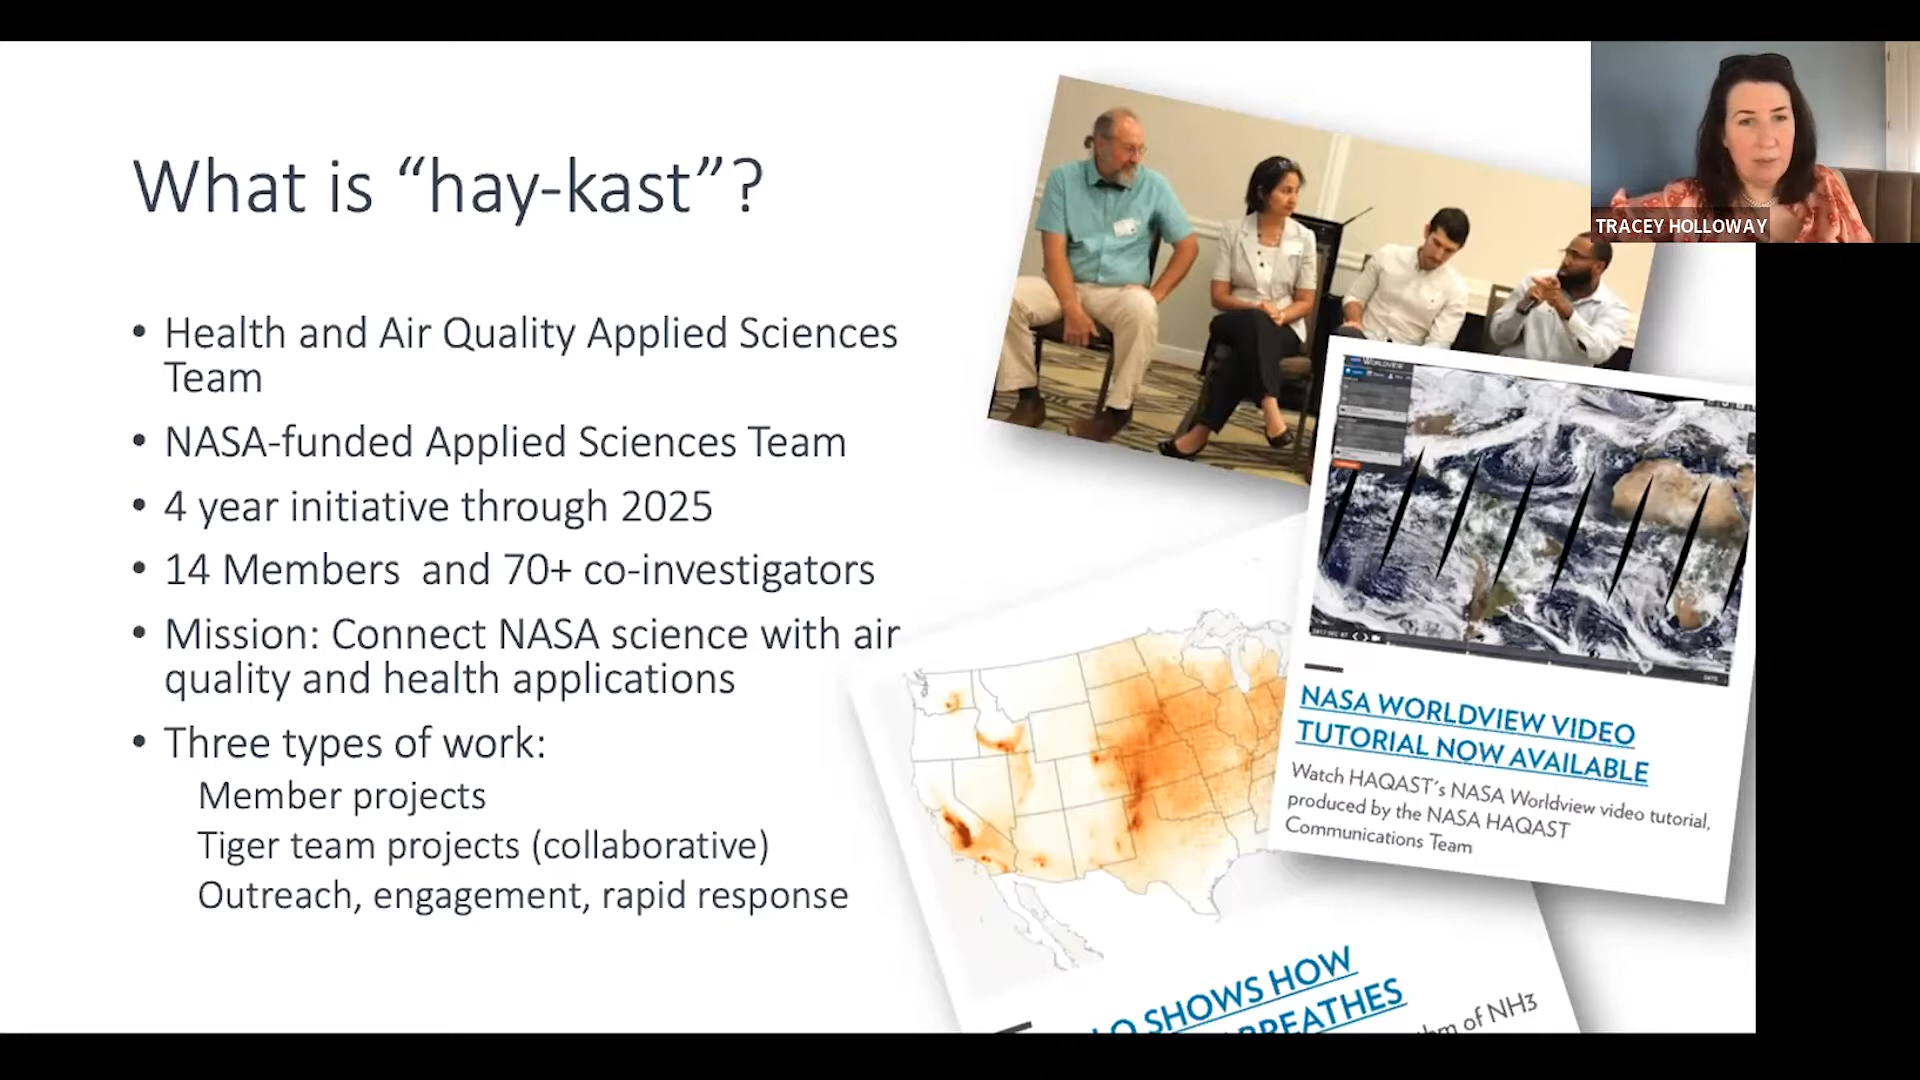 What is “hay-kast”?
• Health and Air Quality Applied Sciences
Team
• NASA-funded Applied Sciences Team
• 4 year initiative through 2025
• 14 Members  and 70+ co-investigators
• Mission: Connect NASA science with air
quality and health applications
• Three types of work:
Member projects
Tiger team projects (collaborative)
Outreach, engagement, rapid response
TRACEY HOLLOWAY
WORLDVIEW
NASA WORLDVIEW VIDEO
TUTORIAL NOW AVAILABLE
Watch HAQAST's NASA Worldview video tutorial,
produced by the NASA HAQAST
Communications Team
SHOWS HOW
BREATHES
of NH3